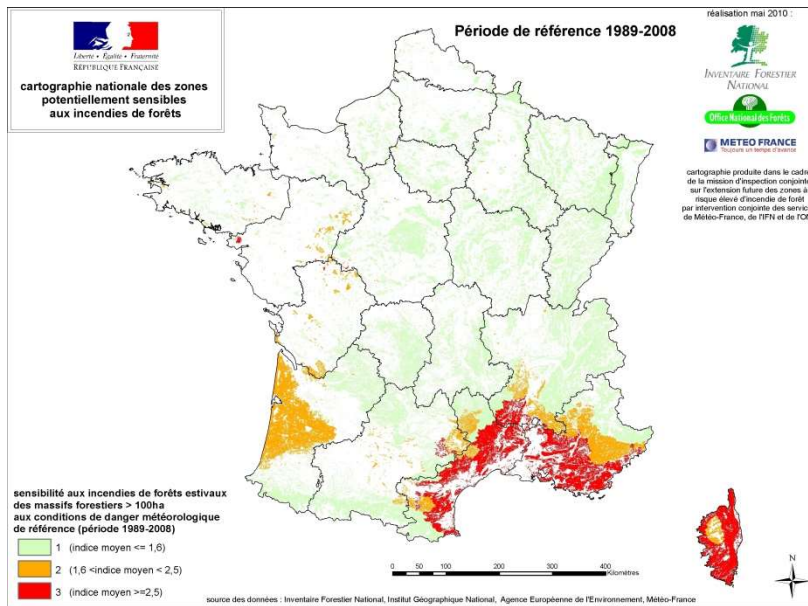 Liberté • Égalité • Fraternité
RÉPUBLIQUE FRANÇAISE
cartographie nationale des zones
potentiellement sensibles
aux incendies de forêts
Période de référence 1989-2008
réalisation mai 2010 :
INVENTAIRE FORESTIER
NATIONAL
Office National des Forêts
METEO FRANCE
Toujours un temps d'avance
cartographie produite dans le cadre
de la mission d'inspection conjointe
sur l'extension future des zones à
risque élevé d'incendie de forêt
par intervention conjointe des service
de Météo-France, de l'IFN et de l'ON
sensibilité aux incendies de forêts estivaux
des massifs forestiers > 100ha
aux conditions de danger météorologique
de référence (période 1989-2008)
1 (indice moyen <= 1,6)
2 (1,6 <indice moyen < 2,5)
3 (indice moyen >=2,5)
0 100 200 300 400
Kilomètres
N
source des données : Inventaire Forestier National, Institut Géographique National, Agence Européenne de l'Environnement, Météo-France